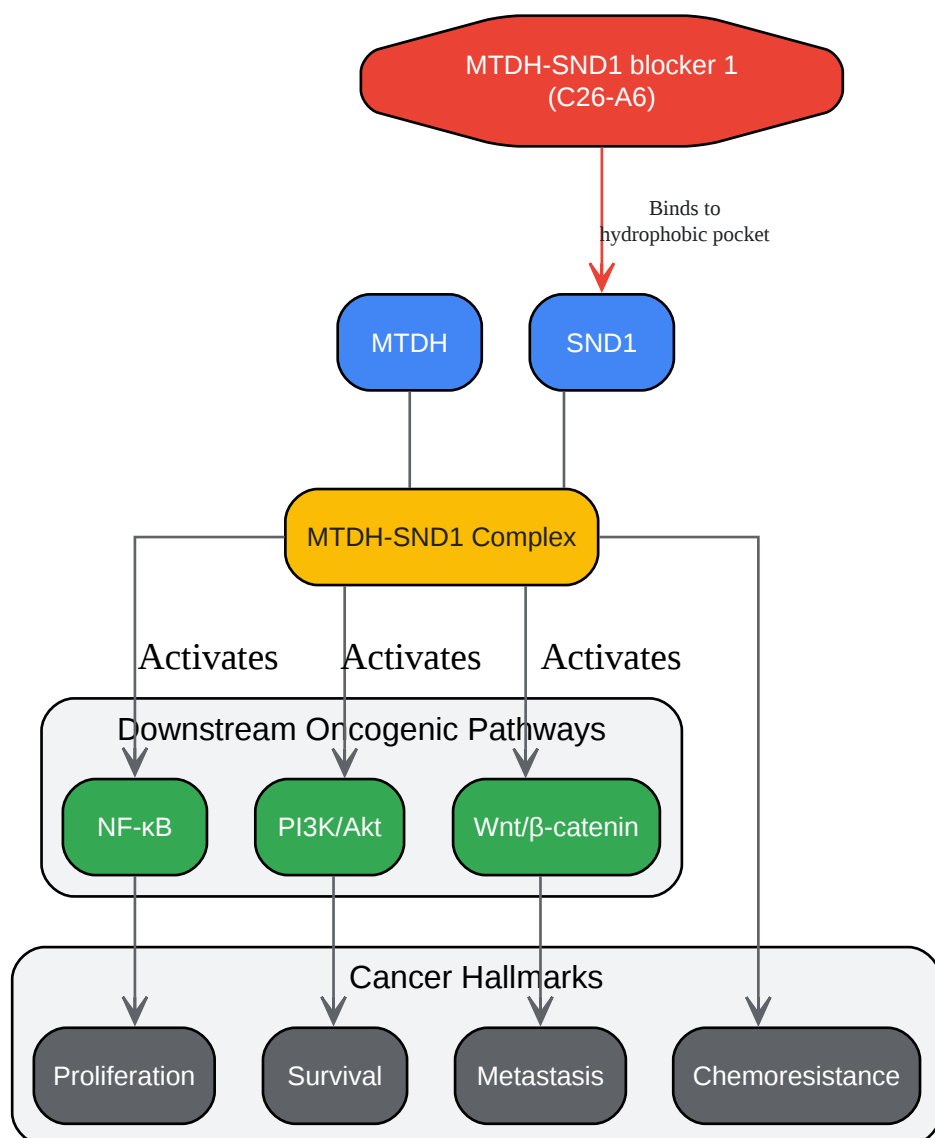 MTDH-SND1 blocker 1
(C26-A6)
Binds to
hydrophobic pocket
MTDH
SND1
MTDH-SND1 Complex
Activates
Activates
Activates
Downstream Oncogenic Pathways
NF-κB
PI3K/Akt
Wnt/β-catenin
Cancer Hallmarks
Proliferation
Survival
Metastasis
Chemoresistance